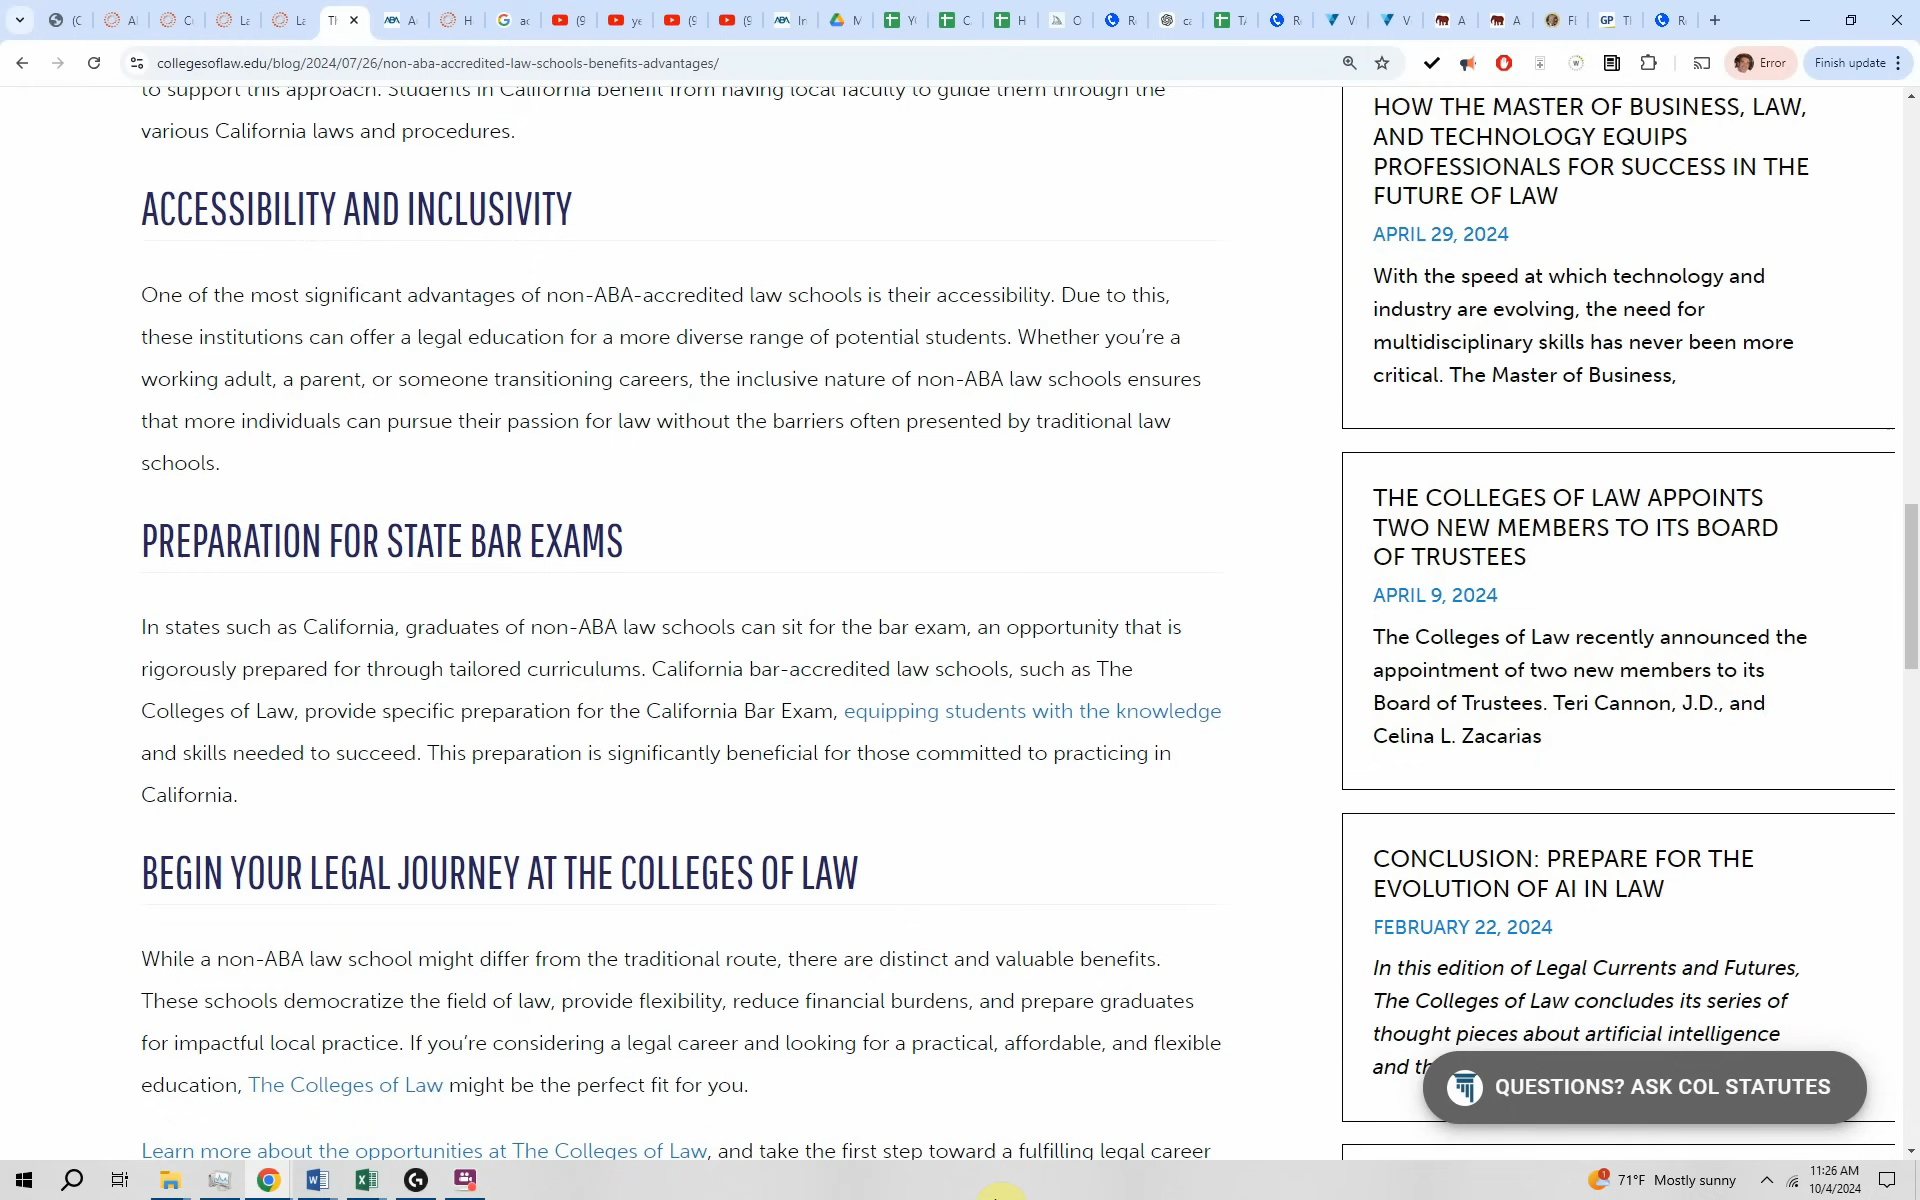 collegesoflaw.edu/blog/2024/07/26/non-aba-accredited-law-schools-benefits-advantages/
Error
Finish update
to support this approach. Students in California benefit from having local faculty to guide them through the
various California laws and procedures.
ACCESSIBILITY AND INCLUSIVITY
One of the most significant advantages of non-ABA-accredited law schools is their accessibility. Due to this,
these institutions can offer a legal education for a more diverse range of potential students. Whether you’re a
working adult, a parent, or someone transitioning careers, the inclusive nature of non-ABA law schools ensures
that more individuals can pursue their passion for law without the barriers often presented by traditional law
schools.
PREPARATION FOR STATE BAR EXAMS
In states such as California, graduates of non-ABA law schools can sit for the bar exam, an opportunity that is
rigorously prepared for through tailored curriculums. California bar-accredited law schools, such as The
Colleges of Law, provide specific preparation for the California Bar Exam, equipping students with the knowledge
and skills needed to succeed. This preparation is significantly beneficial for those committed to practicing in
California.
BEGIN YOUR LEGAL JOURNEY AT THE COLLEGES OF LAW
While a non-ABA law school might differ from the traditional route, there are distinct and valuable benefits.
These schools democratize the field of law, provide flexibility, reduce financial burdens, and prepare graduates
for impactful local practice. If you’re considering a legal career and looking for a practical, affordable, and flexible
education, The Colleges of Law might be the perfect fit for you.
Learn more about the opportunities at The Colleges of Law, and take the first step toward a fulfilling legal career
HOW THE MASTER OF BUSINESS, LAW,
AND TECHNOLOGY EQUIPS
PROFESSIONALS FOR SUCCESS IN THE
FUTURE OF LAW
APRIL 29, 2024
With the speed at which technology and
industry are evolving, the need for
multidisciplinary skills has never been more
critical. The Master of Business,
THE COLLEGES OF LAW APPOINTS
TWO NEW MEMBERS TO ITS BOARD
OF TRUSTEES
APRIL 9, 2024
The Colleges of Law recently announced the
appointment of two new members to its
Board of Trustees. Teri Cannon, J.D., and
Celina L. Zacarias
CONCLUSION: PREPARE FOR THE
EVOLUTION OF AI IN LAW
FEBRUARY 22, 2024
In this edition of Legal Currents and Futures,
The Colleges of Law concludes its series of
thought pieces about artificial intelligence
and
QUESTIONS? ASK COL STATUTES
71°F Mostly sunny
11:26 AM
10/4/2024